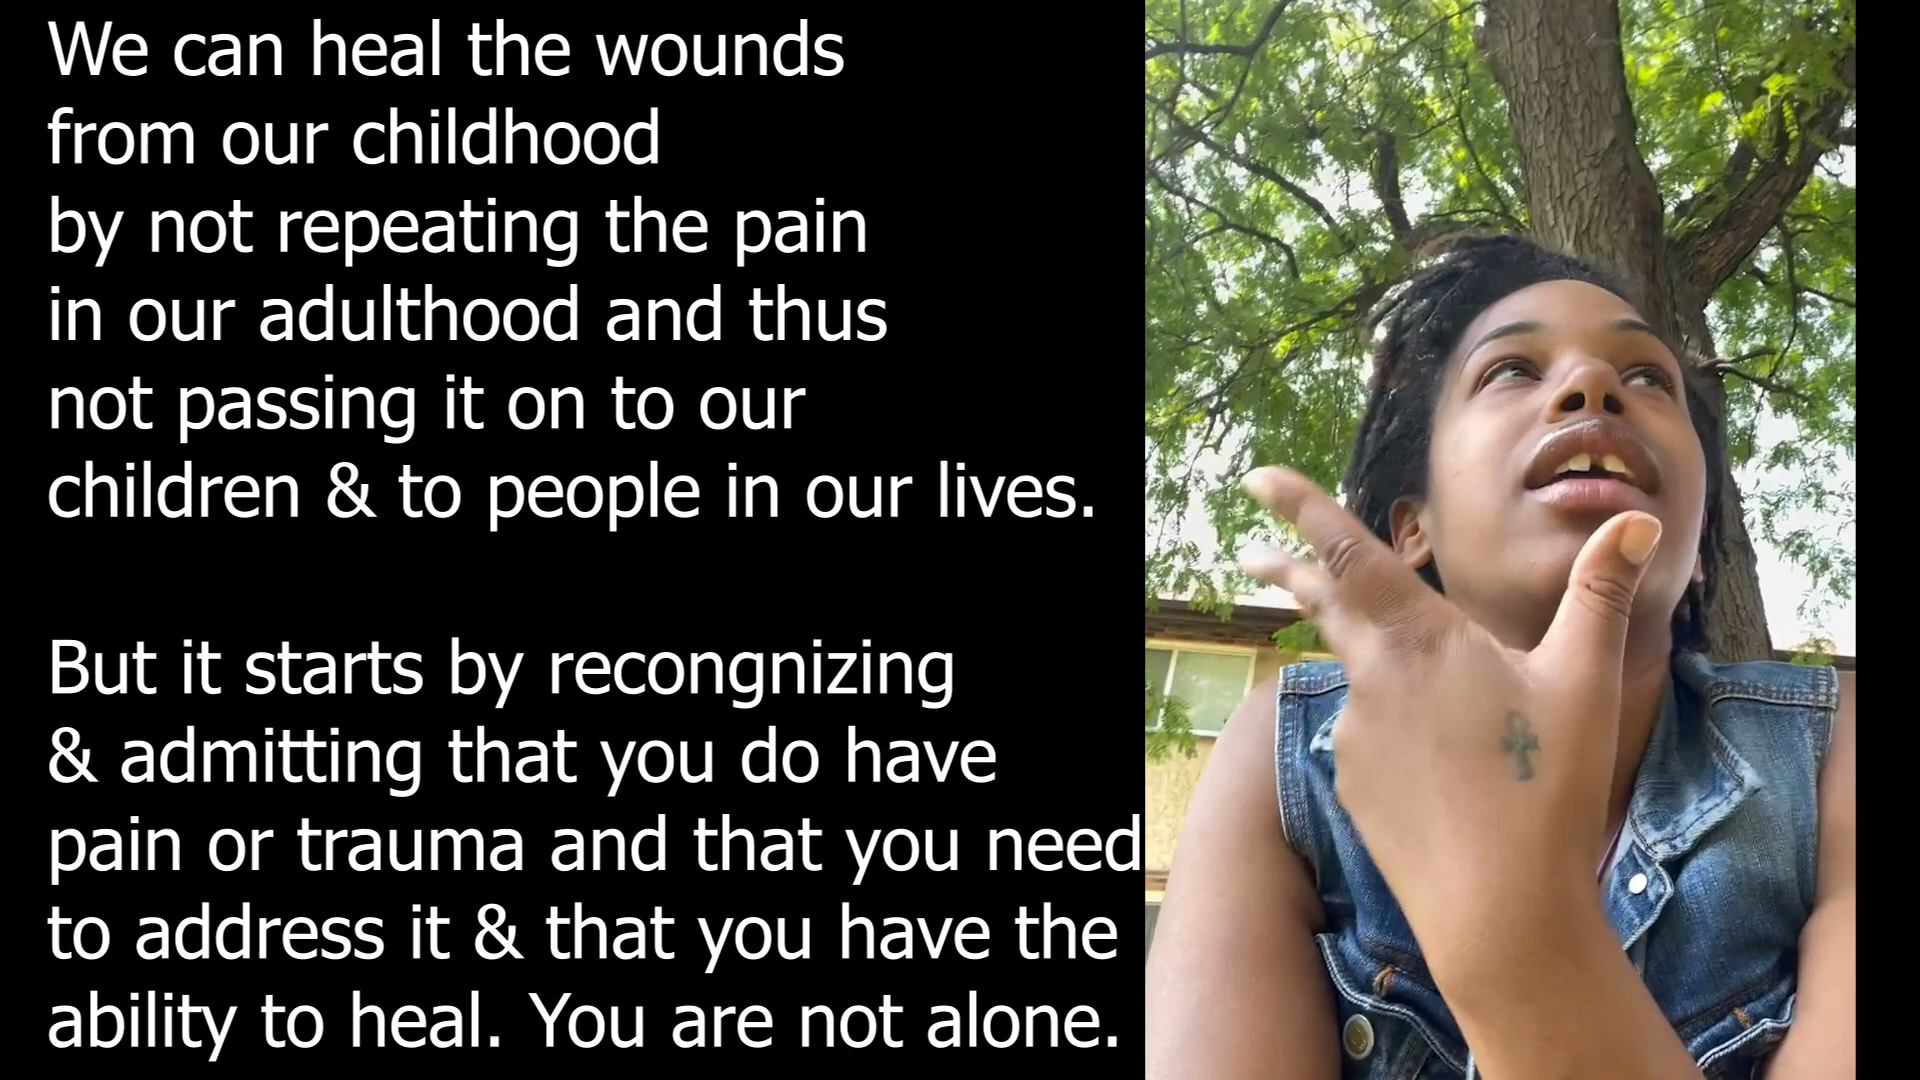 We can heal the wounds
from our childhood
by not repeating the pain
in our adulthood and thus
not passing it on to our
children & to people in our lives.
But it starts by recongnizing
& admitting that you do have
pain or trauma and that you need
to address it & that you have the
ability to heal. You are not alone.